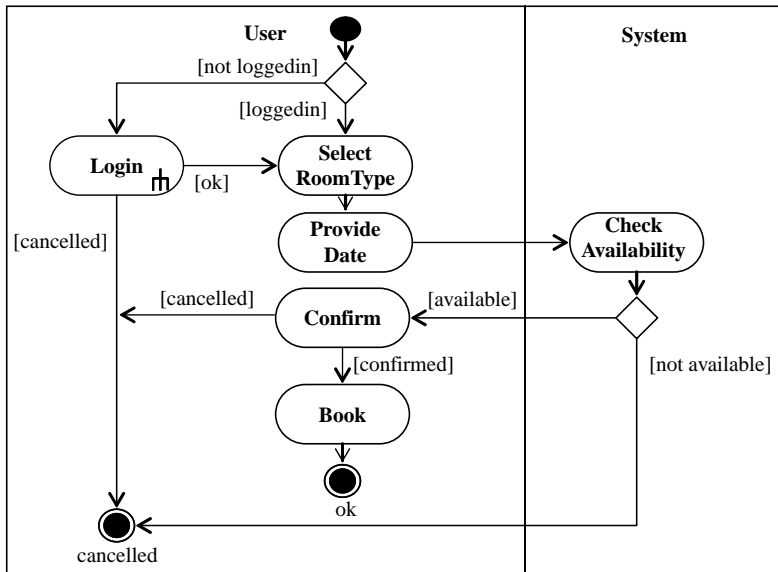 User
System
[not loggedin]
[loggedin]
Login
[ok]
Select
RoomType
[cancelled]
Provide
Date
Check
Availability
[cancelled]
Confirm
[available]
[confirmed]
[not available]
Book
ok
cancelled